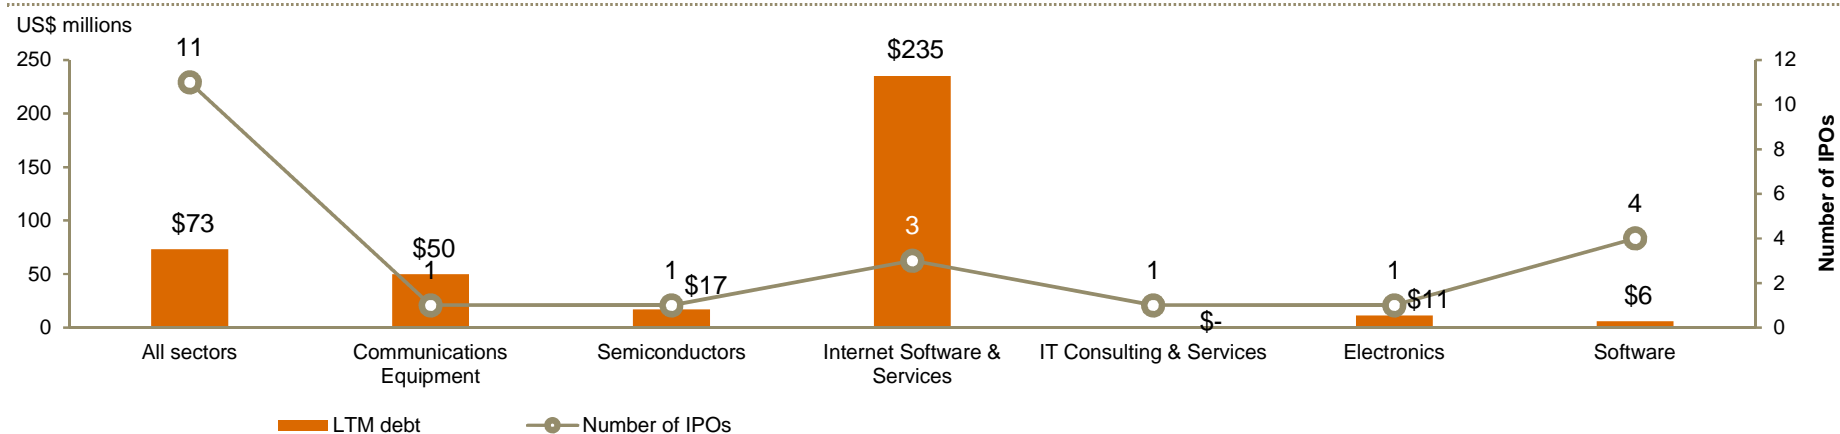 US$ millions
250
200
150
100
50
0
12
10
8
6
4
2
0
Number of IPOs
11
$73
$50
1
1
$17
$235
3
1
$-
1
$11
4
$6
All sectors
Communications
Equipment
Semiconductors
Internet Software &
Services
IT Consulting & Services
Electronics
Software
LTM debt
Number of IPOs